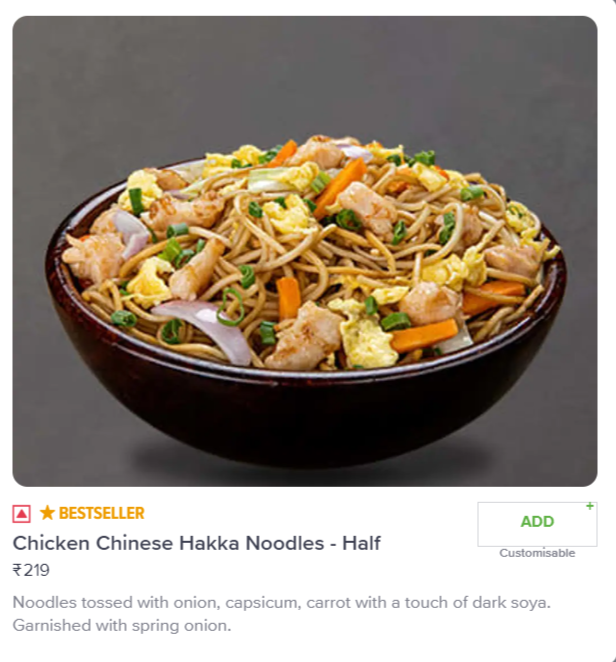 BESTSELLER
Chicken Chinese Hakka Noodles - Half
₹219
Noodles tossed with onion, capsicum, carrot with a touch of dark soya.
Garnished with spring onion.
ADD +
Customisable